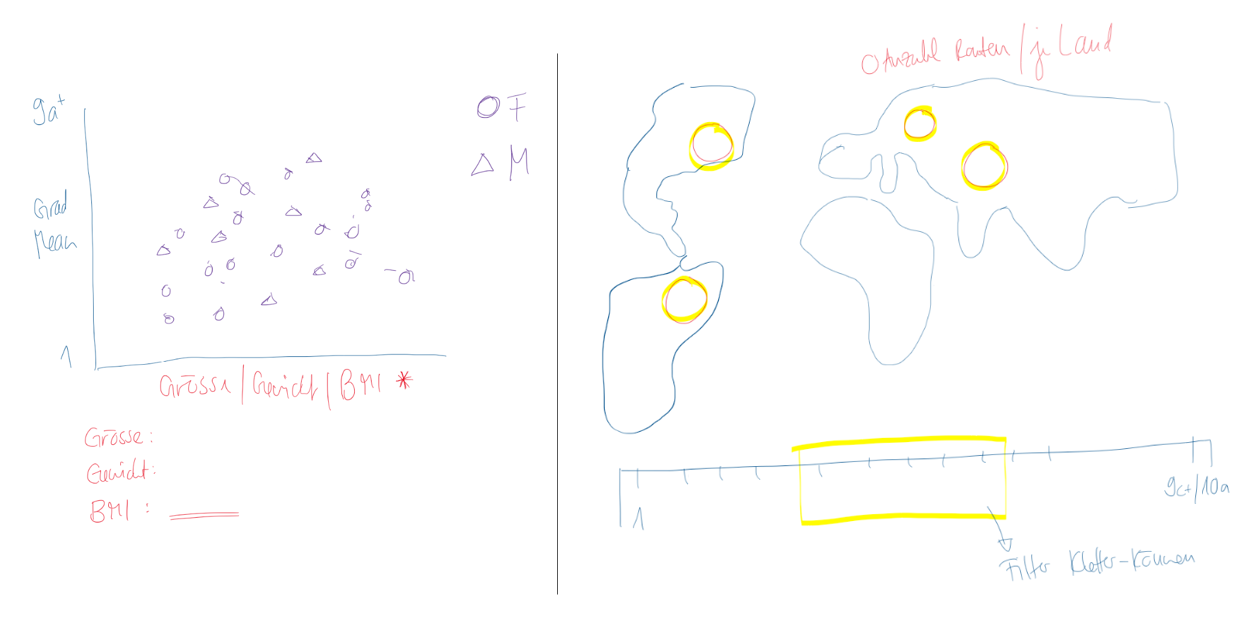 9a+
Grad
Mean
1
○ F
△ M
Grösse/Gewicht/BMI *
Grösse:
Gewicht:
BMI:
○ Anzahl Routen/je Land
1
9c+/10a
Filter Kletter-Können